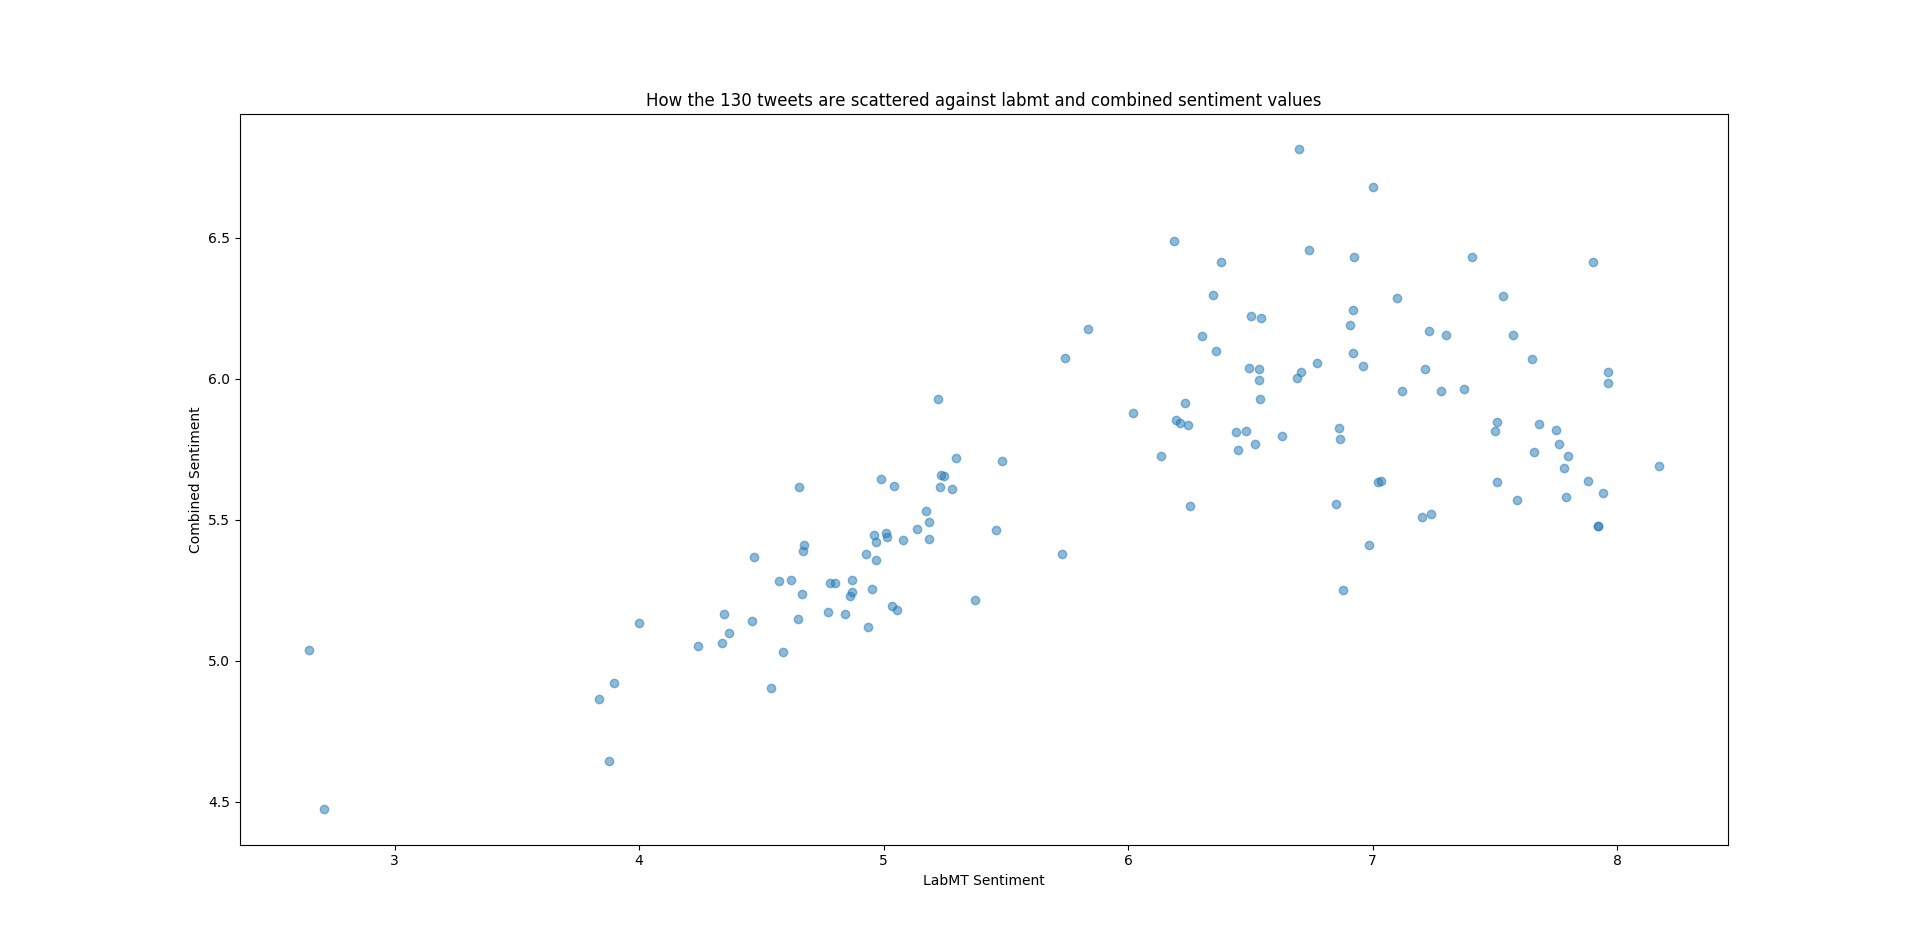 How the 130 tweets are scattered against labmt and combined sentiment values
6.5
6.0
5.5
5.0
4.5
Combined Sentiment
3 4 5 6 7 8
LabMT Sentiment